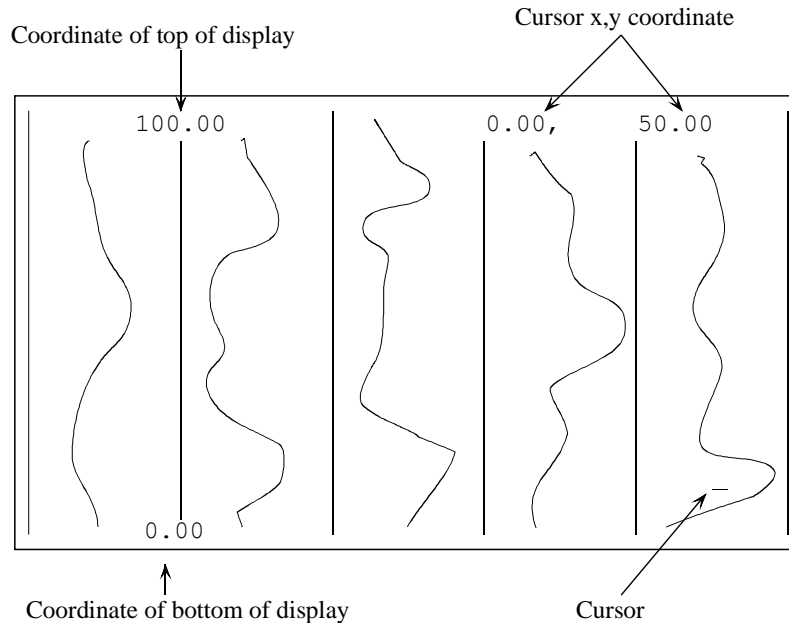 Cursor x,y coordinate
Coordinate of top of display
100.00
0.00, 50.00
0.00
Coordinate of bottom of display
Cursor